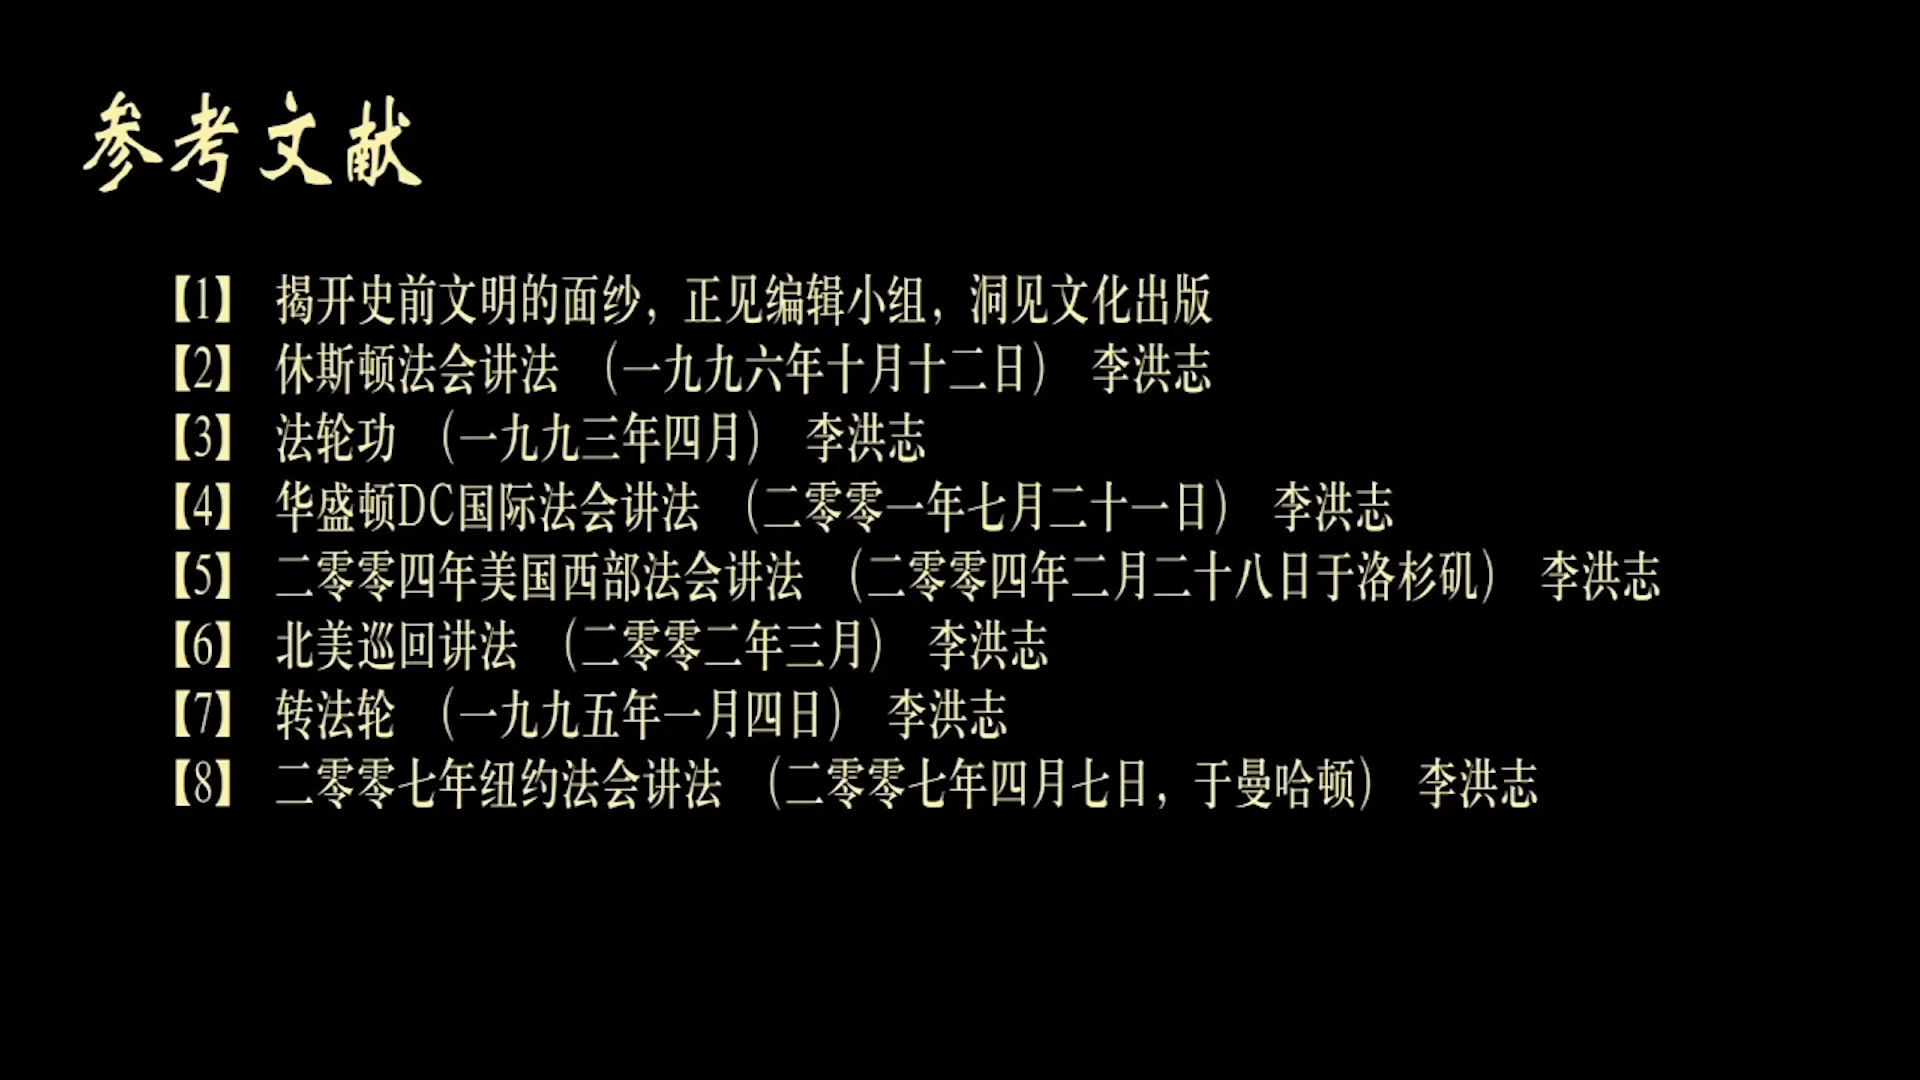 参考文献
【1】 揭开史前文明的面纱，正见编辑小组，洞见文化出版
【2】 休斯顿法会讲法 （一九九六年十月十二日） 李洪志
【3】 法轮功 （一九九三年四月） 李洪志
【4】 华盛顿DC国际法会讲法 （二零零一年七月二十一日） 李洪志
【5】 二零零四年美国西部法会讲法 （二零零四年二月二十八日于洛杉矶） 李洪志
【6】 北美巡回讲法 （二零零二年三月） 李洪志
【7】 转法轮 （一九九五年一月四日） 李洪志
【8】 二零零七年纽约法会讲法 （二零零七年四月七日，于曼哈顿） 李洪志